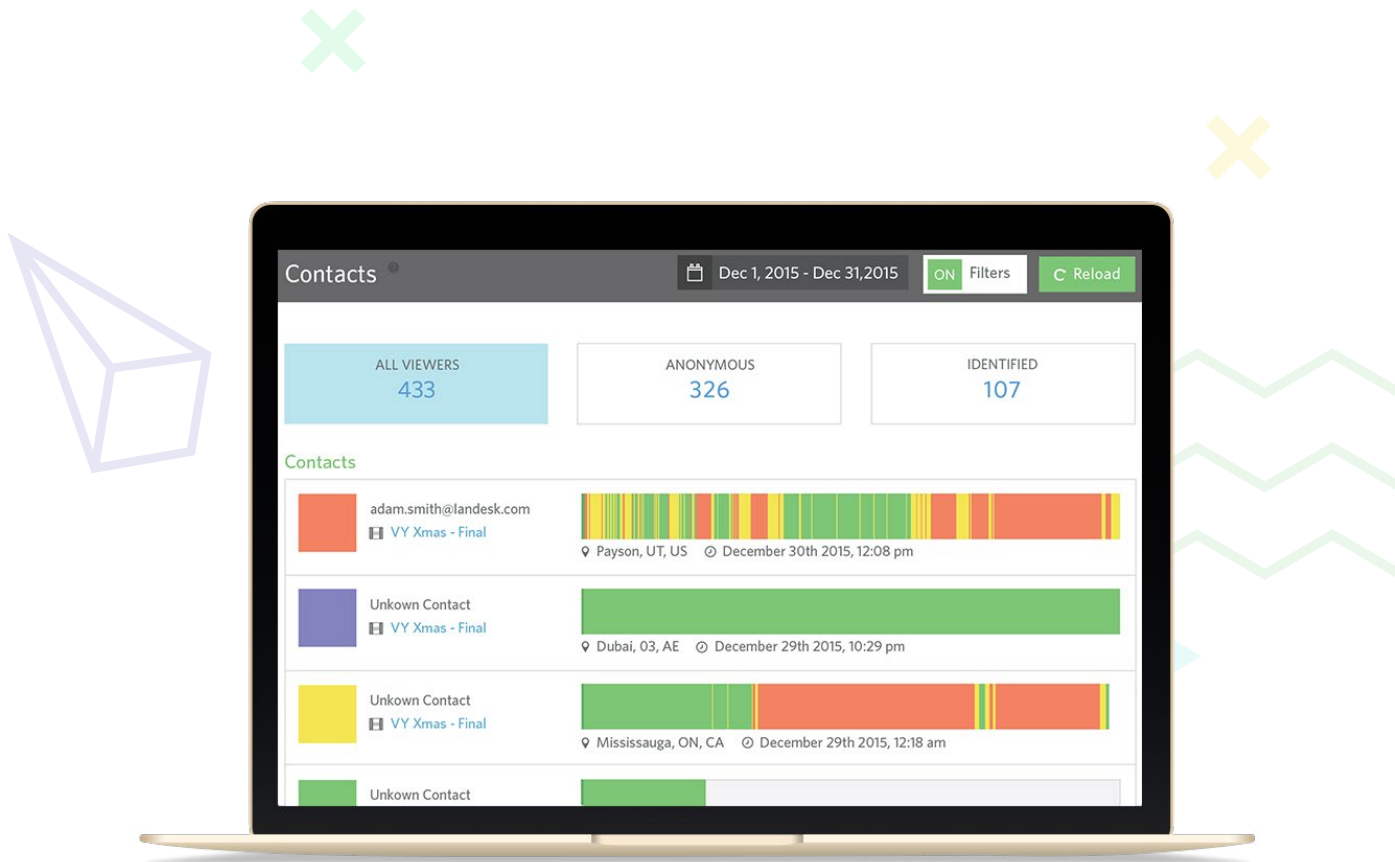 Contacts
Dec 1, 2015 - Dec 31,2015
ON Filters
Reload
ALL VIEWERS
433
ANONYMOUS
326
IDENTIFIED
107
Contacts
adam.smith@landesk.com
VY Xmas - Final
Payson, UT, US December 30th 2015, 12:08 pm
Unkown Contact
VY Xmas - Final
Dubai, 03, AE December 29th 2015, 10:29 pm
Unkown Contact
VY Xmas - Final
Mississauga, ON, CA December 29th 2015, 12:18 am
Unkown Contact